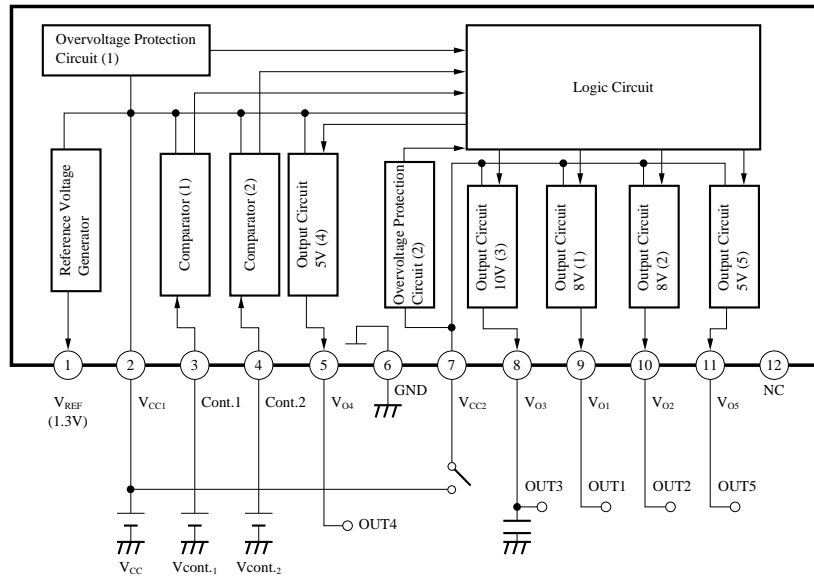 Overvoltage Protection
Circuit (1)
Logic Circuit
Reference Voltage
Generator
Comparator (1)
Comparator (2)
Output Circuit
5V (4)
Overvoltage Protection
Circuit (2)
Output Circuit
10V (3)
Output Circuit
8V (1)
Output Circuit
8V (2)
Output Circuit
5V (5)
1 2 3 4 5 6 7 8 9 10 11 12
VREF
(1.3V)
VCC1
Cont.1
Cont.2
VO4
GND
VCC2
VO3
VO1
VO2
VO5
NC
OUT3
OUT1
OUT2
OUT5
OUT4
VCC
Vcont.1
Vcont.2